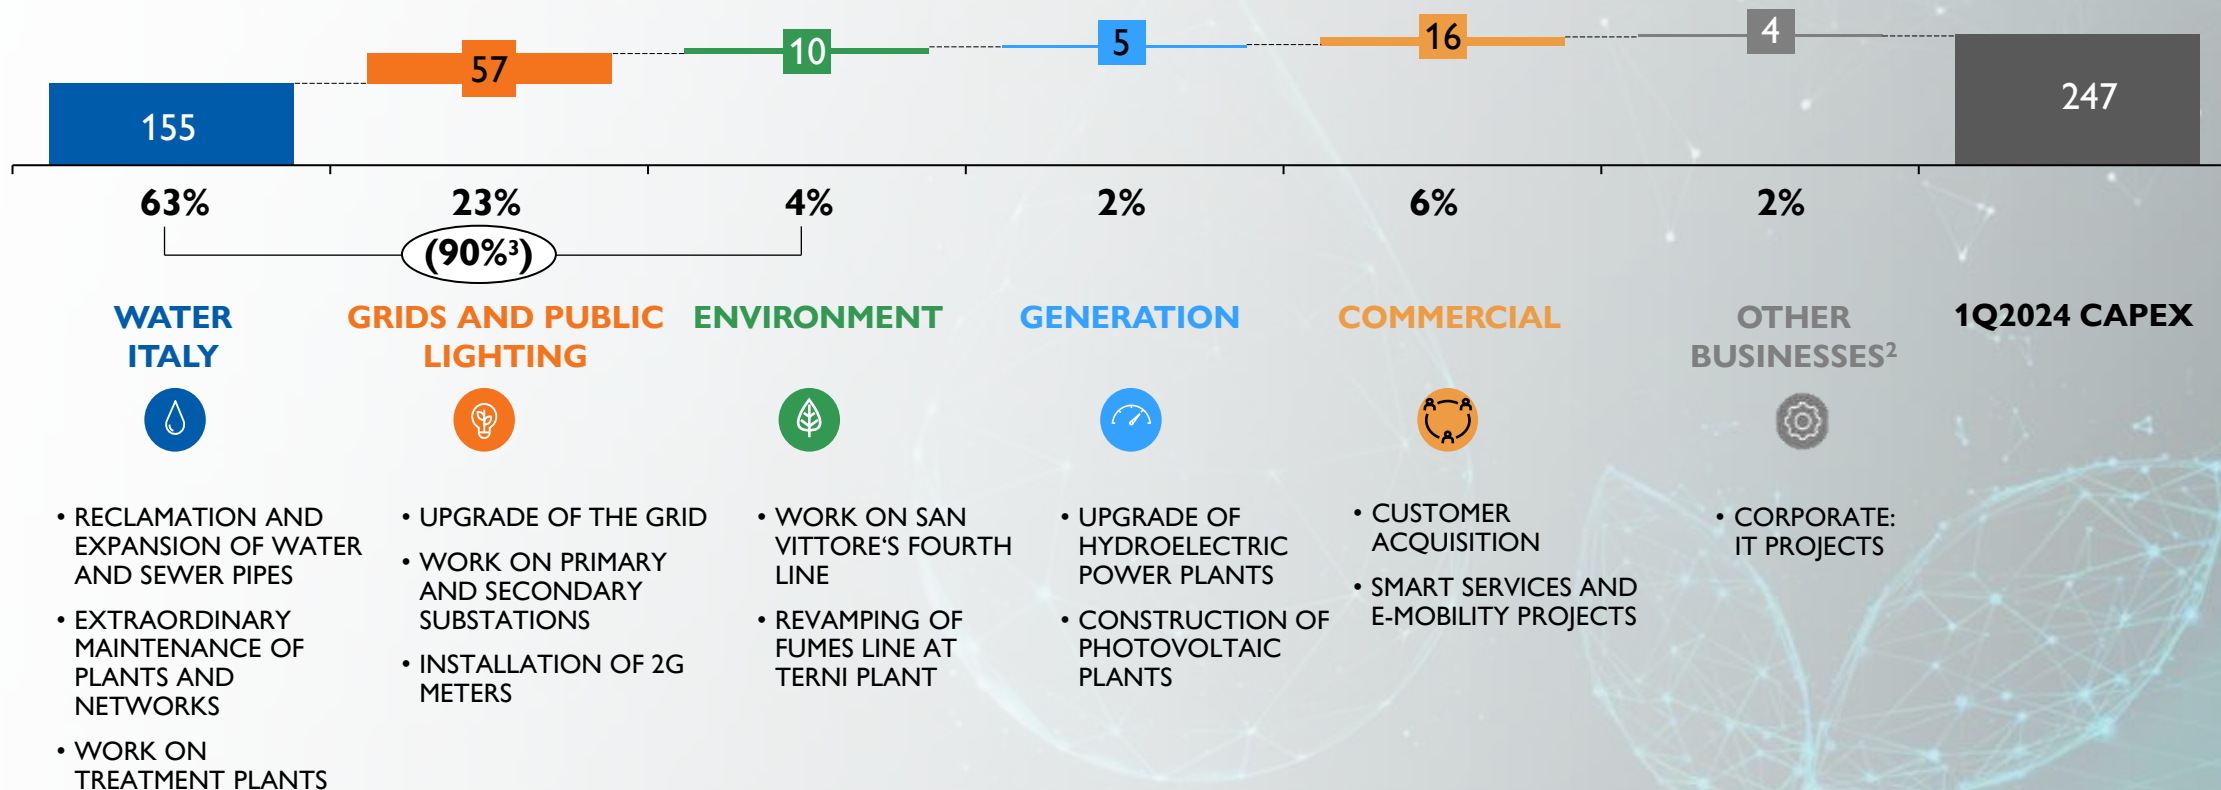 155
57
10
5
16
4
247
63%
23%
4%
2%
6%
2%
(90%³)
WATER
ITALY
GRIDS AND PUBLIC
LIGHTING
ENVIRONMENT
GENERATION
COMMERCIAL
OTHER
BUSINESSES²
1Q2024 CAPEX
• RECLAMATION AND
EXPANSION OF WATER
AND SEWER PIPES
• EXTRAORDINARY
MAINTENANCE OF
PLANTS AND
NETWORKS
• WORK ON
TREATMENT PLANTS
• UPGRADE OF THE GRID
• WORK ON PRIMARY
AND SECONDARY
SUBSTATIONS
• INSTALLATION OF 2G
METERS
• WORK ON SAN
VITTORE‘S FOURTH
LINE
• REVAMPING OF
FUMES LINE AT
TERNI PLANT
• UPGRADE OF
HYDROELECTRIC
POWER PLANTS
• CONSTRUCTION OF
PHOTOVOLTAIC
PLANTS
• CUSTOMER
ACQUISITION
• SMART SERVICES AND
E-MOBILITY PROJECTS
• CORPORATE:
IT PROJECTS